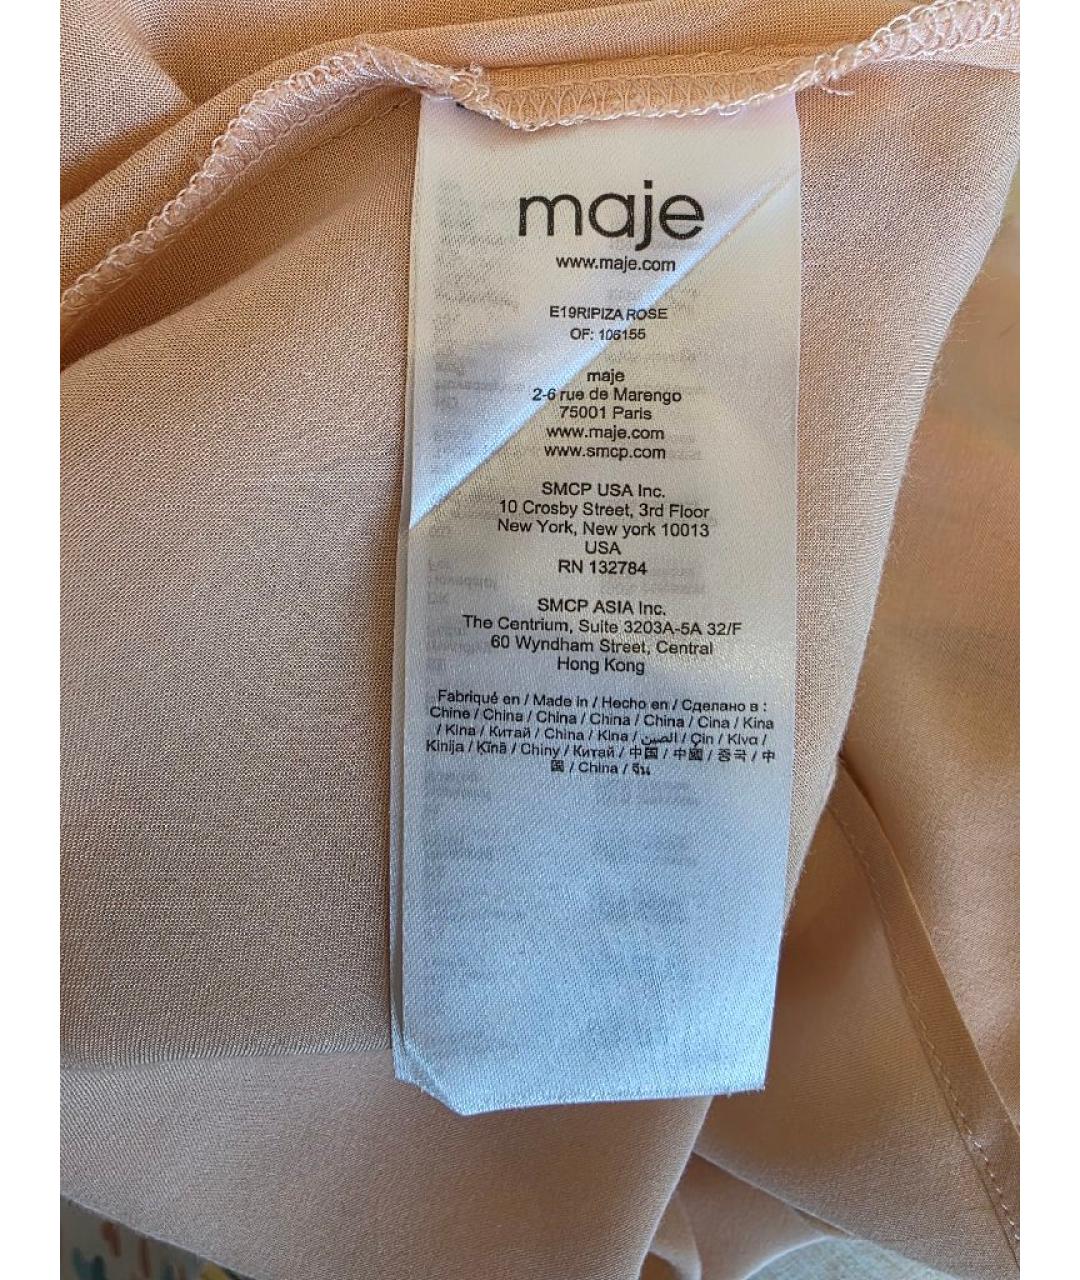 maje
www.maje.com
E19RIPIZA ROSE
OF: 106155
maje
2-6 rue de Marengo
75001 Paris
www.maje.com
www.smcp.com
SMCP USA Inc.
10 Crosby Street, 3rd Floor
New York, New york 10013
USA
RN 132784
SMCP ASIA Inc.
The Centrium, Suite 3203A-5A 32/F
60 Wyndham Street, Central
Hong Kong
Fabriqué en / Made in / Hecho en / Сделано в :
Chine / China / China / China / China / Cina / Kina
/ Kina / Китай / China / Kina / الصين / Çin / Kίνα /
Kinija / Ķīnā / Chiny / Китай / 中国 / 中國 / 중국 / 中
国 / China / จีน